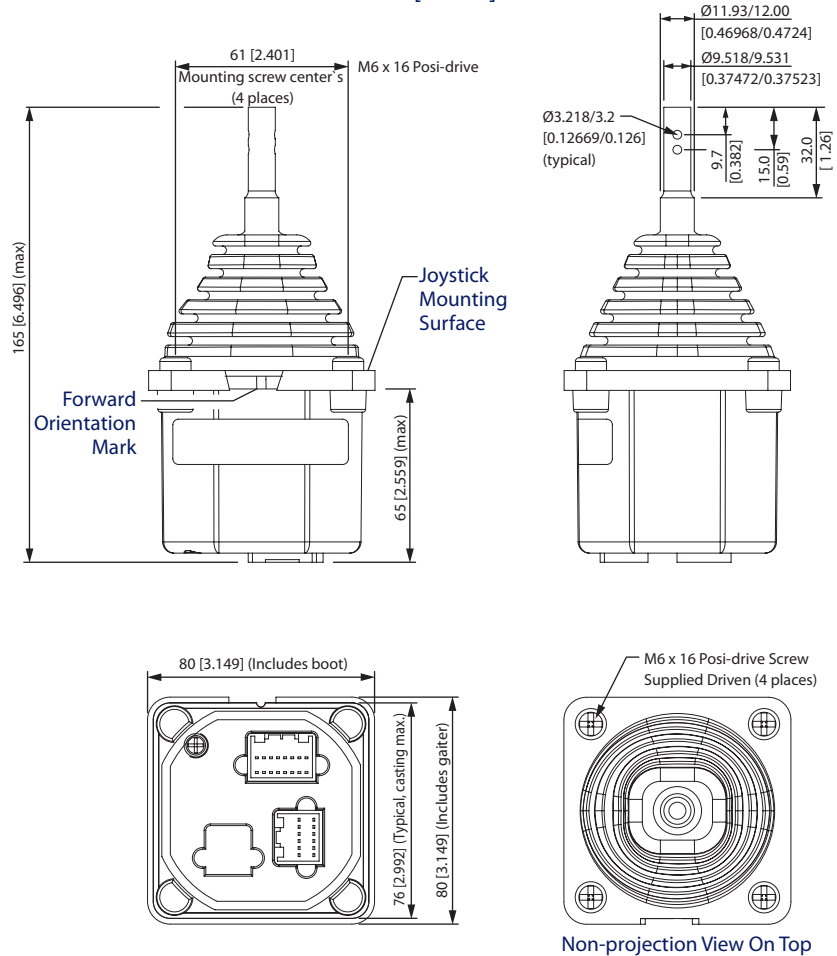 61 [2.401]
Mounting screw center`s
(4 places)
M6 x 16 Posi-drive
165 [6.496] (max)
Joystick
Mounting
Surface
Forward
Orientation
Mark
65 [2.559] (max)
Ø11.93/12.00
[0.46968/0.4724]
Ø9.518/9.531
[0.37472/0.37523]
Ø3.218/3.2
[0.12669/0.126]
(typical)
9.7
[0.382]
15.0
[0.59]
32.0
[ 1.26]
80 [3.149] (Includes boot)
76 [2.992] (Typical, casting max.)
80 [3.149] (Includes gaiter)
M6 x 16 Posi-drive Screw
Supplied Driven (4 places)
Non-projection View On Top